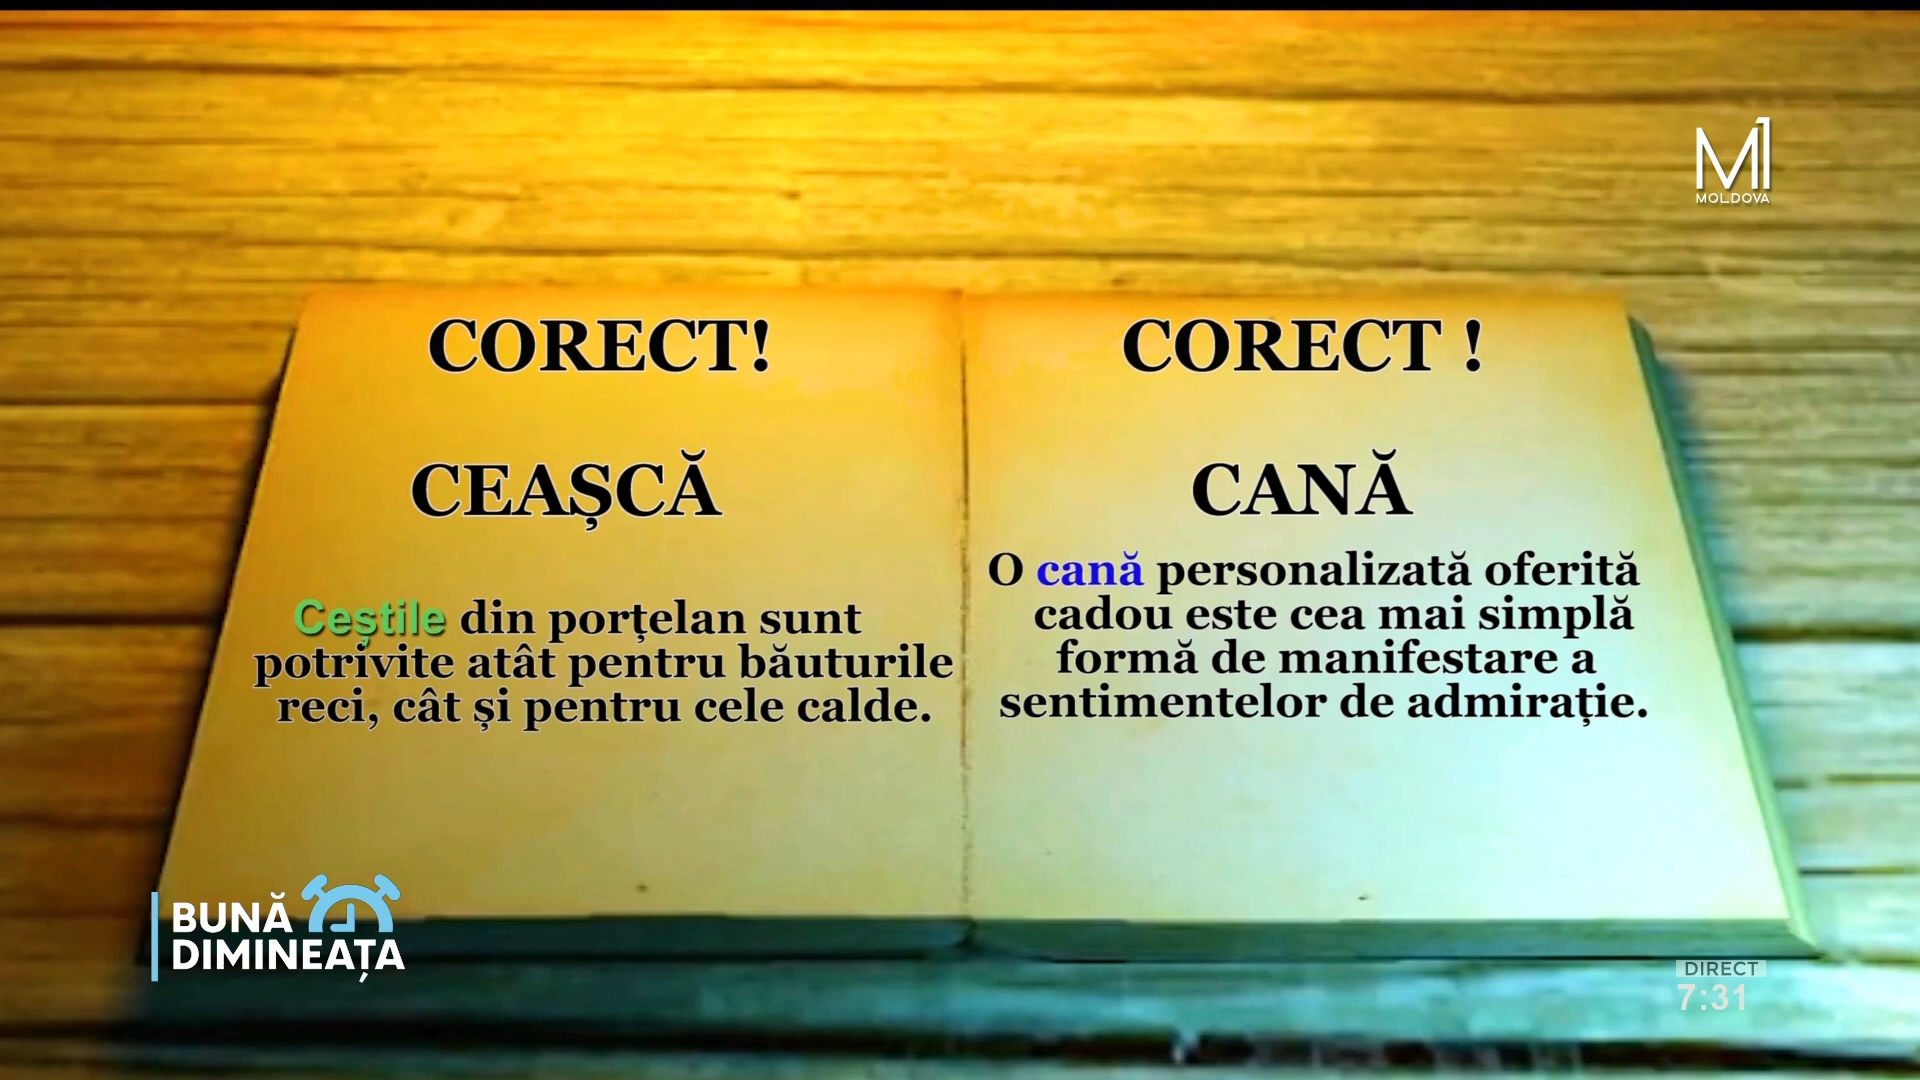 M1
MOLDOVA
CORECT!
CEAȘCĂ
Ceștile din porțelan sunt
potrivite atât pentru băuturile
reci, cât și pentru cele calde.
CORECT !
CANĂ
O cană personalizată oferită
cadou este cea mai simplă
formă de manifestare a
sentimentelor de admirație.
BUNĂ
DIMINEAȚA
DIRECT
7:31